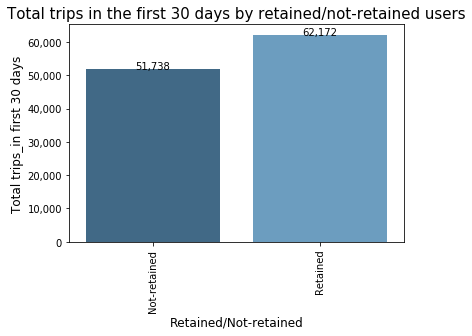 Total trips in the first 30 days by retained/not-retained users
Total trips_in first 30 days
60,000
50,000
40,000
30,000
20,000
10,000
0
51,738
62,172
Not-retained
Retained
Retained/Not-retained